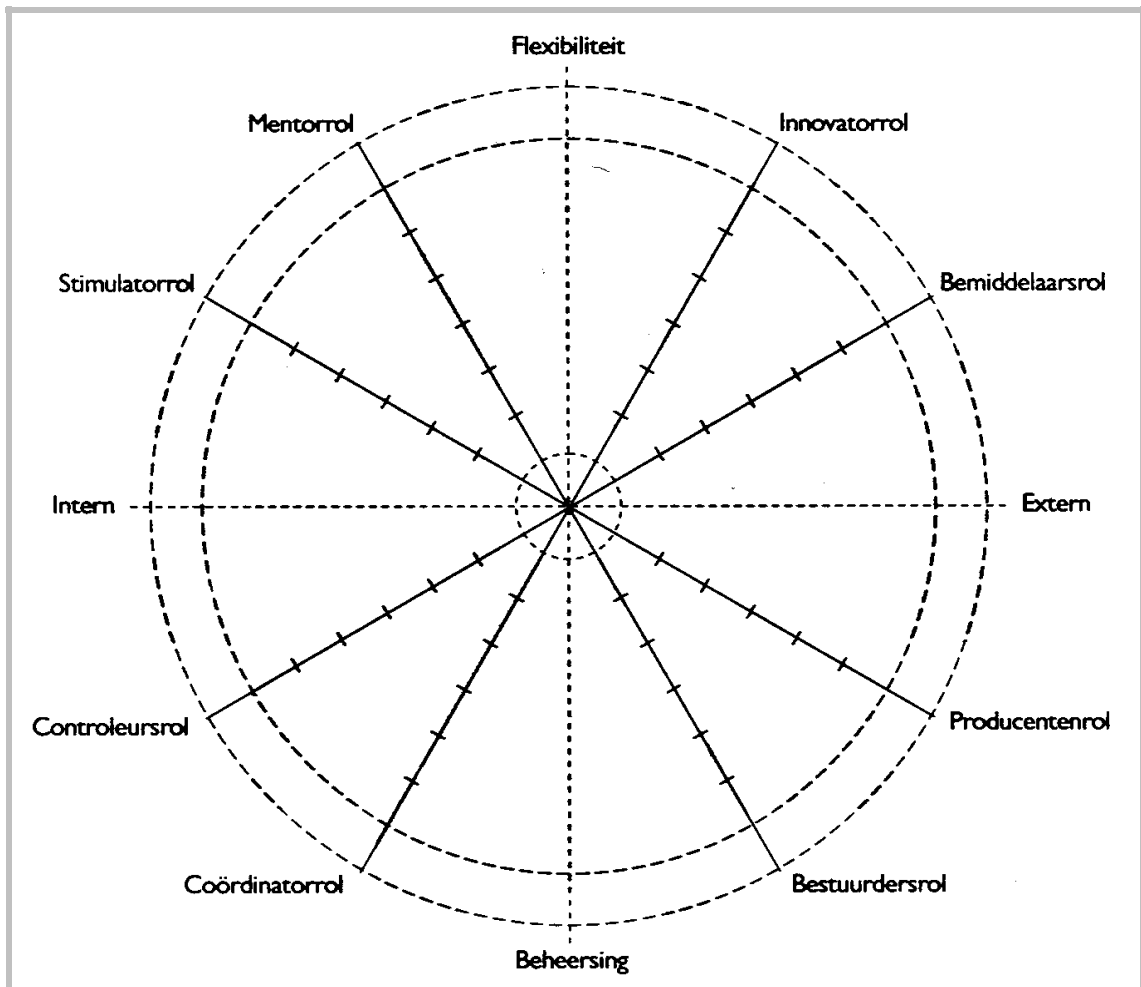 Flexibiliteit
Mentorrol
Innovatorrol
Stimulatorrol
Bemiddelaarsrol
Intern
Extern
Controleursrol
Producentenrol
Coördinatorrol
Bestuurdersrol
Beheersing